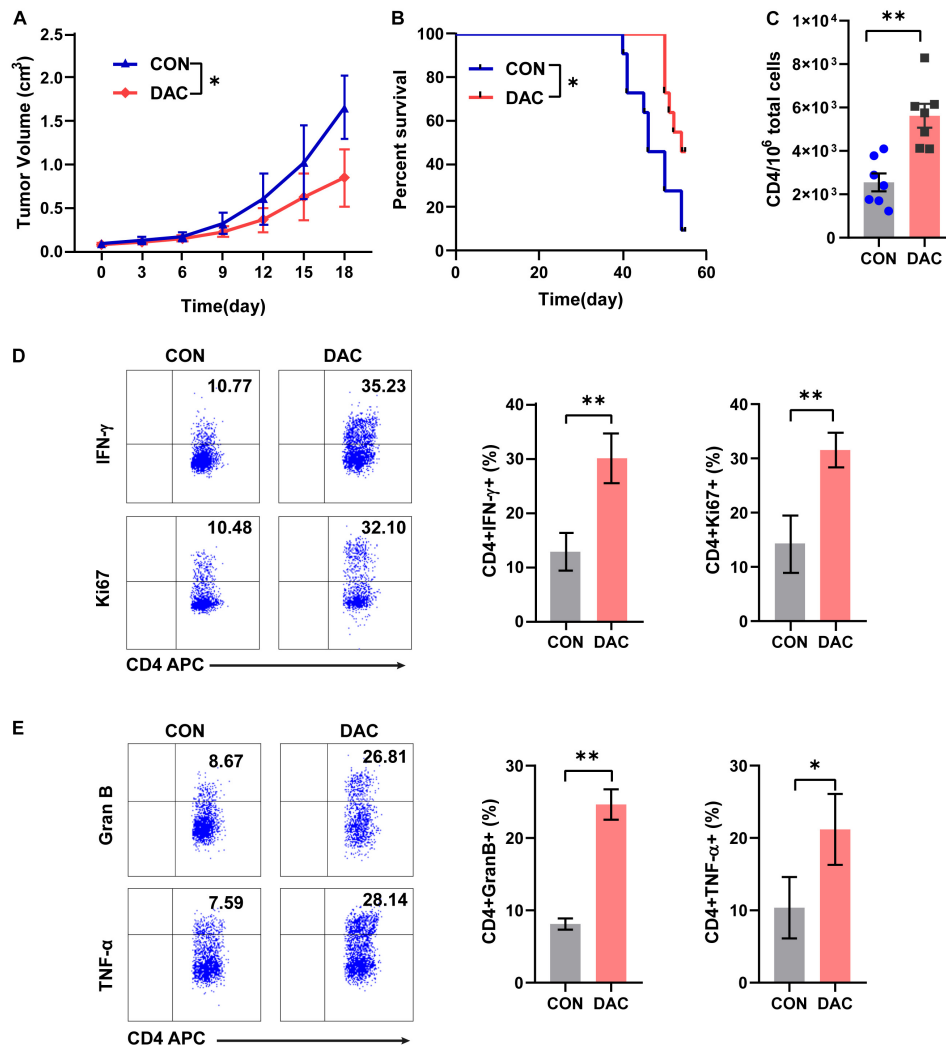 A
2.5
2.0
1.5
1.0
0.5
0.0
Tumor Volume (cm³)
CON
DAC
*
0 3 6 9 12 15 18
Time(day)
B
100
80
60
40
20
0
Percent survival
CON
DAC
*
0 20 40 60
Time(day)
C
1×10⁴
8×10³
6×10³
4×10³
2×10³
0
CD4/10⁶ total cells
**
CON DAC
D
CON DAC
IFN-γ
10.77 35.23
Ki67
10.48 32.10
CD4 APC
CD4+IFN-γ+ (%)
40
30
20
10
0
**
CON DAC
CD4+Ki67+ (%)
40
30
20
10
0
**
CON DAC
E
CON DAC
Gran B
8.67 26.81
TNF-α
7.59 28.14
CD4 APC
CD4+GranB+ (%)
30
20
10
0
**
CON DAC
CD4+TNF-α+ (%)
30
20
10
0
*
CON DAC